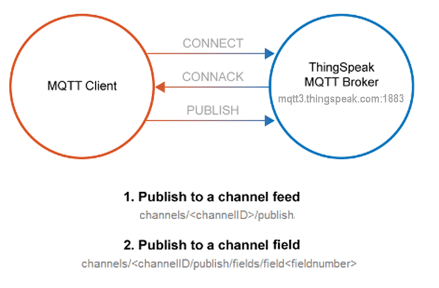 CONNECT
MQTT Client
CONNACK
ThingSpeak
MQTT Broker
mqtt3.thingspeak.com:1883
PUBLISH
1. Publish to a channel feed
channels/<channelID>/publish
2. Publish to a channel field
channels/<channelID/publish/fields/field<fieldnumber>